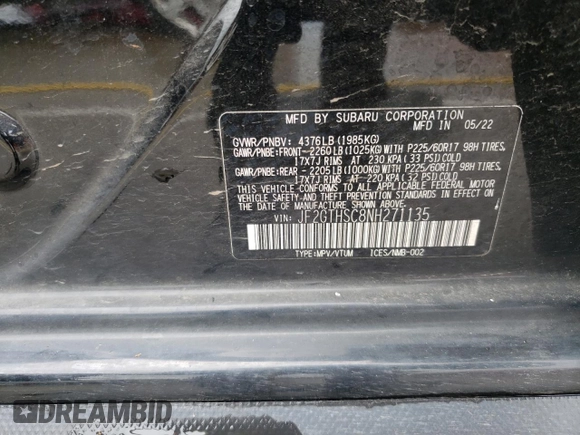 MFD BY SUBARU CORPORATION
MFD IN 05/22
GVWR/PNBV: 4376LB(1985KG)
GAWR/PNBE:FRONT-2260LB(1025KG)WITH P225/60R17 98H TIRES,
17X7J RIMS AT 230 KPA(33 PSI)COLD
GAWR/PNBE:REAR -2205LB(1000KG)WITH P225/60R17 98H TIRES,
17X7J RIMS AT 220 KPA(32 PSI)COLD
THIS VEHICLE CONFORMS TO ALL APPLICABLE FEDERAL MOTOR
VEHICLE SAFETY STANDARDS IN EFFECT ON THE DATE OF
MANUFACTURE SHOWN ABOVE.
VIN: JF2GTHSC8NH271135
TYPE:MPV/VTUM ICES/NMB-002
DREAMBID